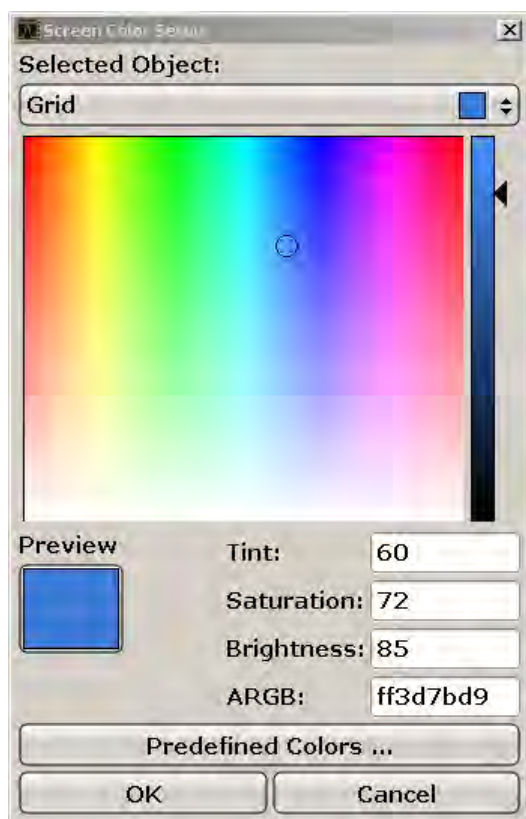 Screen Color Setup
Selected Object:
Grid
Preview
Tint: 60
Saturation: 72
Brightness: 85
ARGB: ff3d7bd9
Predefined Colors ...
OK Cancel